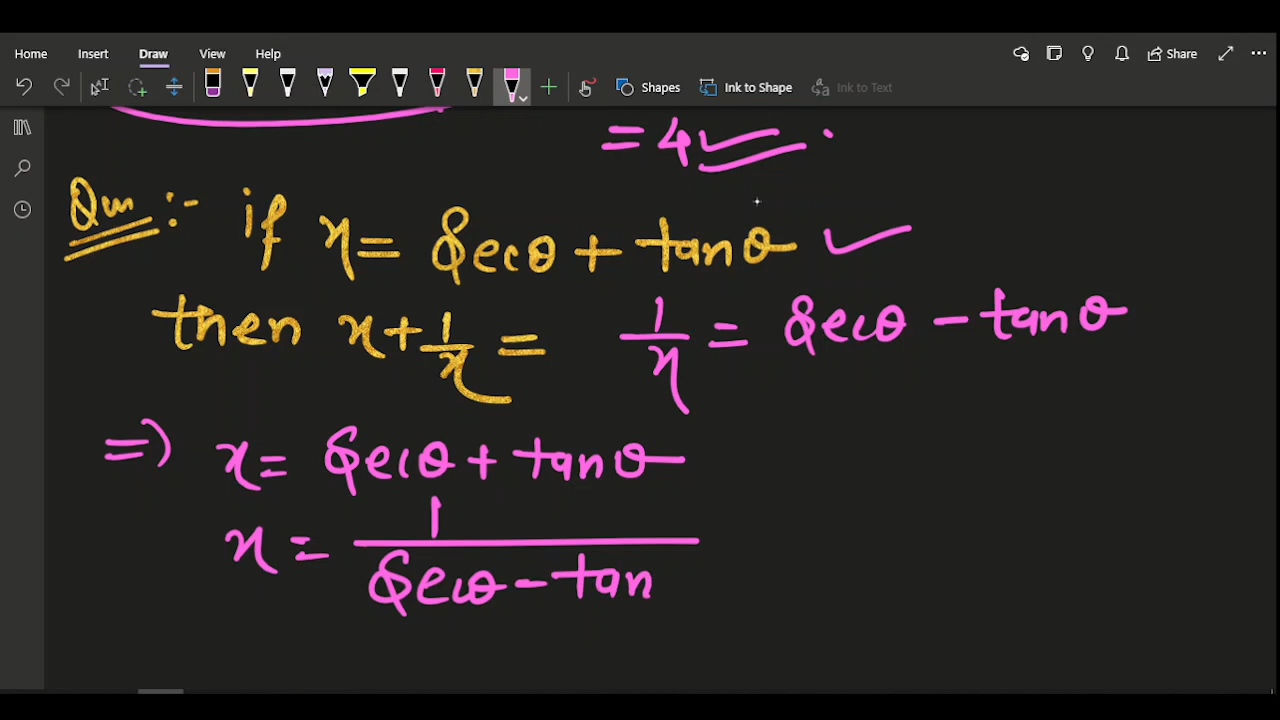 Home Insert Draw View Help Share
Shapes Ink to Shape Ink to Text
= 4
Qm :- if x = Secθ + tanθ
then x + 1/x = 1/x = Secθ - tanθ
=) x = Secθ + tanθ
x = 1/(Secθ - tan